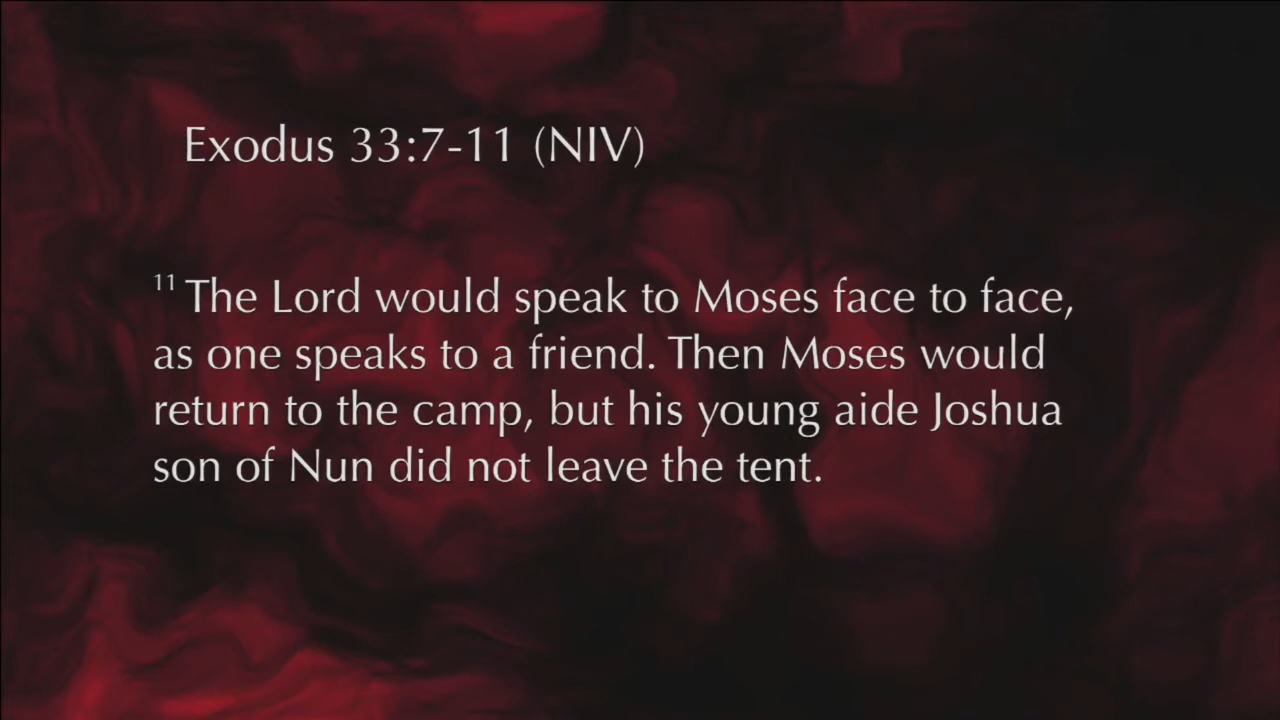 Exodus 33:7-11 (NIV)
11 The Lord would speak to Moses face to face,
as one speaks to a friend. Then Moses would
return to the camp, but his young aide Joshua
son of Nun did not leave the tent.